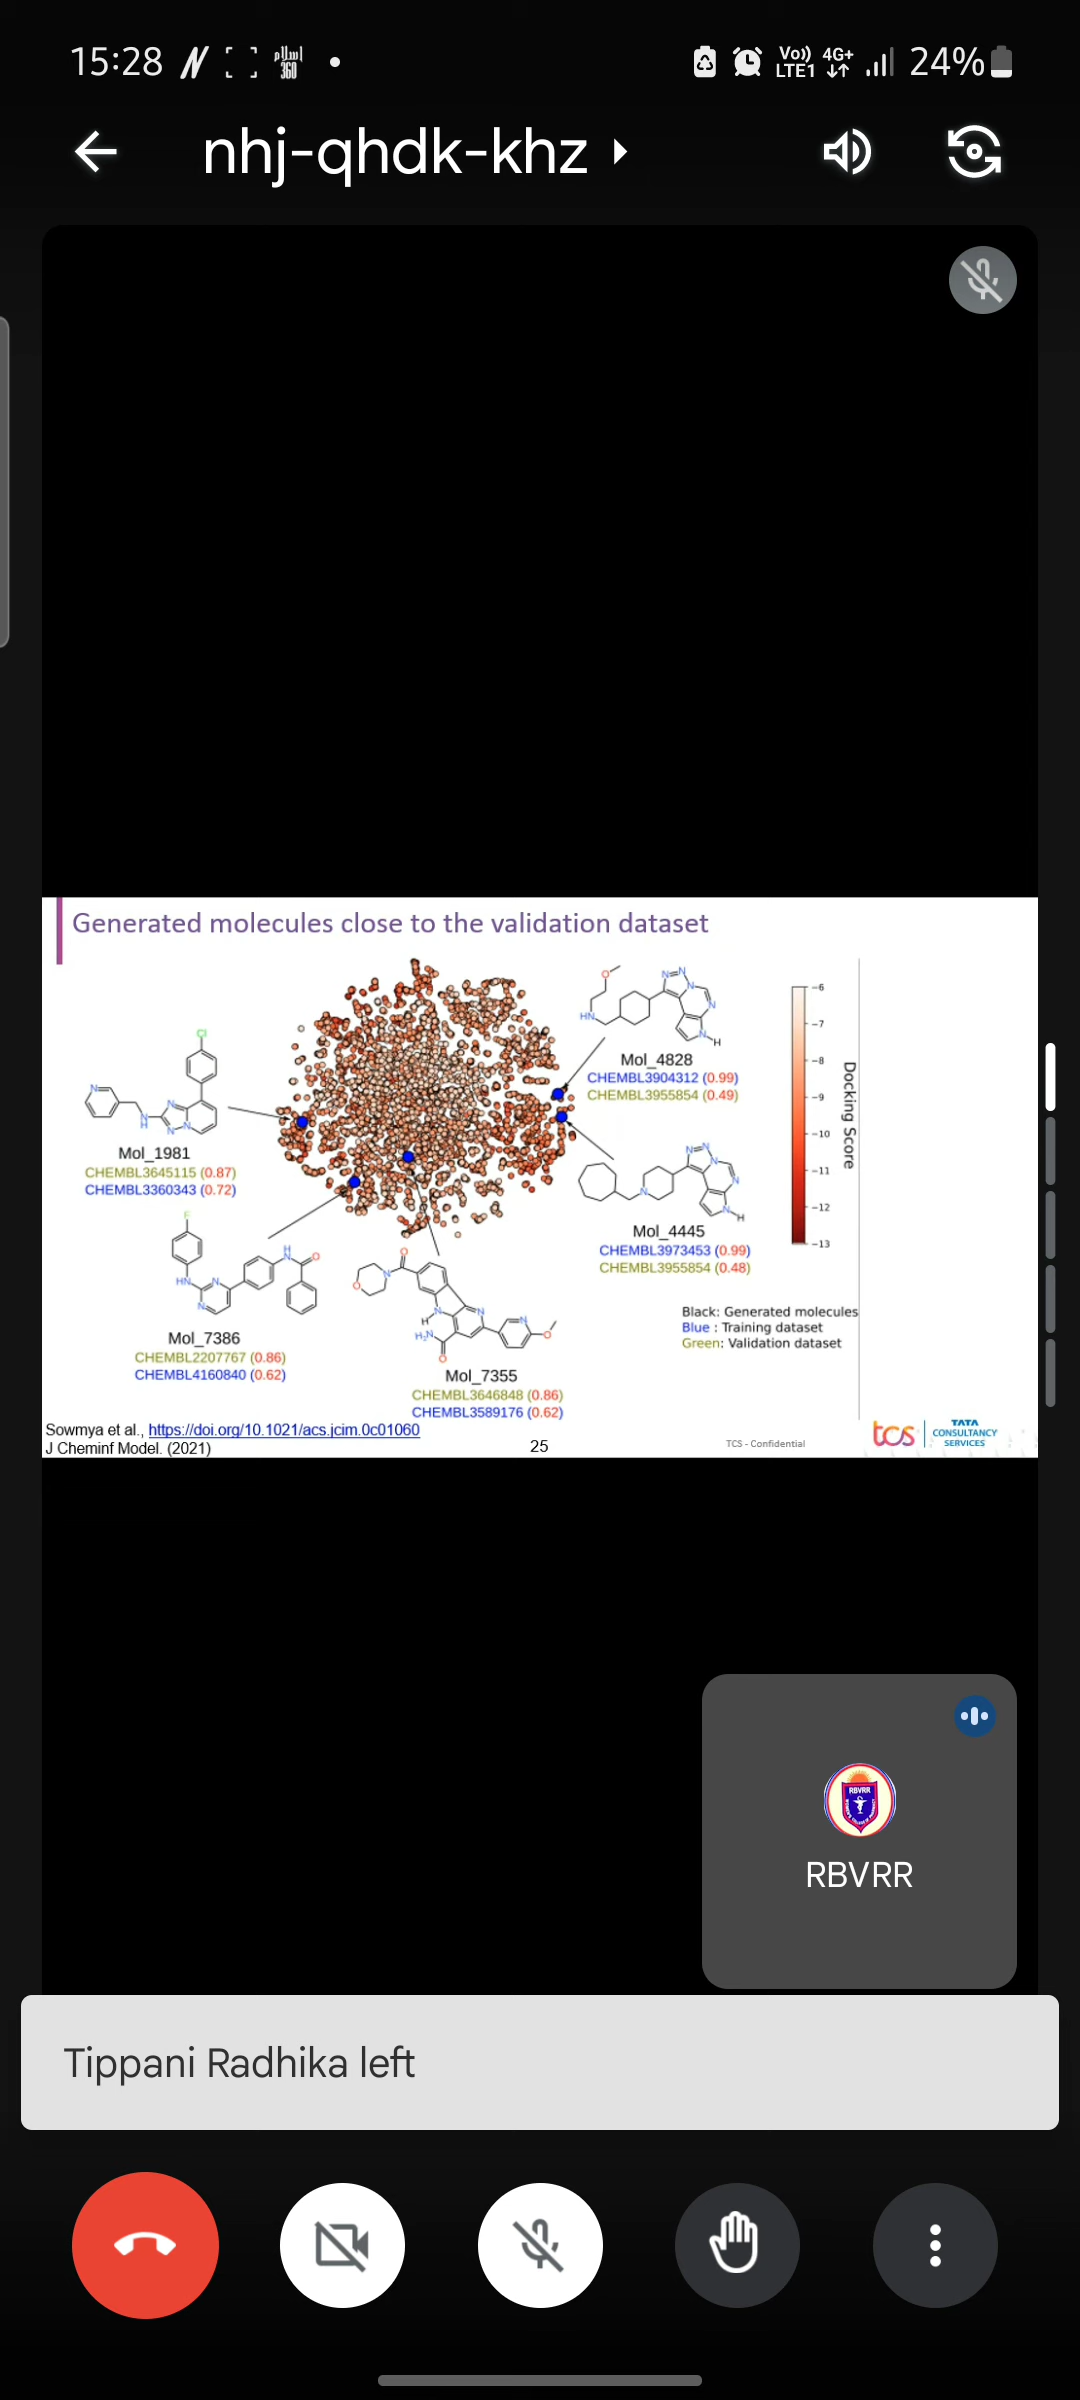 15:28
اسلام
360
Vo))
LTE1
4G+
24%
nhj-qhdk-khz
Generated molecules close to the validation dataset
Mol_4828
CHEMBL3904312 (0.99)
CHEMBL3955854 (0.49)
Mol_1981
CHEMBL3645115 (0.87)
CHEMBL3360343 (0.72)
Mol_4445
CHEMBL3973453 (0.99)
CHEMBL3955854 (0.48)
Mol_7386
CHEMBL2207767 (0.86)
CHEMBL4160840 (0.62)
Mol_7355
CHEMBL3646848 (0.86)
CHEMBL3589176 (0.62)
-6
-7
-8
-9
-10
-11
-12
-13
Docking Score
Black: Generated molecules
Blue : Training dataset
Green: Validation dataset
Sowmya et al., https://doi.org/10.1021/acs.jcim.0c01060
J Cheminf Model. (2021)
25
TCS - Confidential
tcs
TATA
CONSULTANCY
SERVICES
RBVRR
RBVRR
Tippani Radhika left